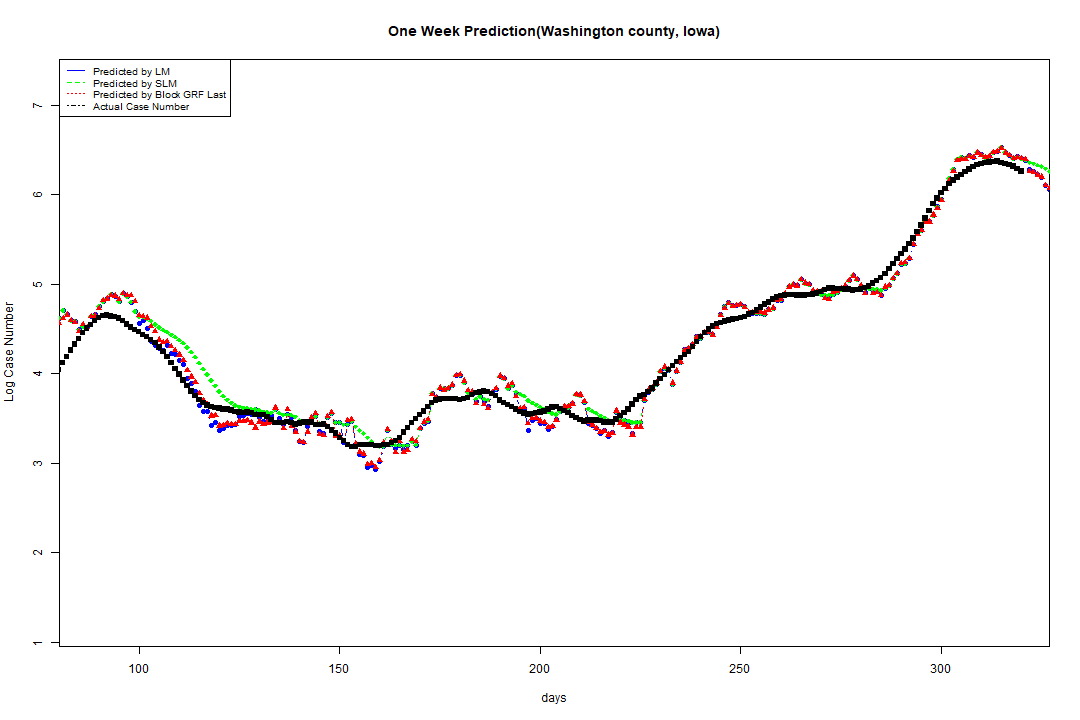 One Week Prediction(Washington county, Iowa)
Predicted by LM
Predicted by SLM
Predicted by Block GRF Last
Actual Case Number
7
6
5
4
3
2
1
Log Case Number
100 150 200 250 300
days